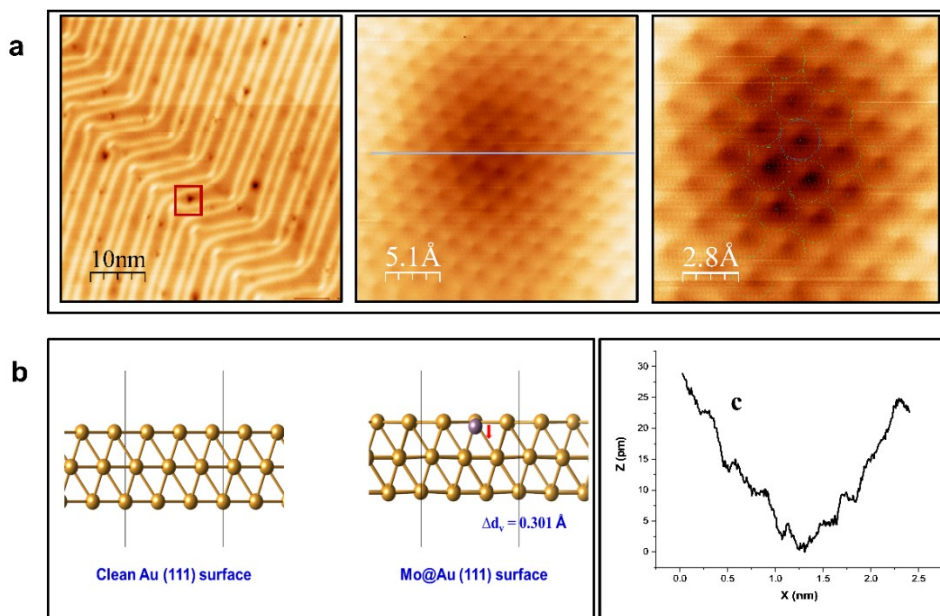 a
10nm
5.1Å
2.8Å
b
Δdv = 0.301 Å
Clean Au (111) surface
Mo@Au (111) surface
c
Z (pm)
30
25
20
15
10
5
0
0.0 0.5 1.0 1.5 2.0 2.5
X (nm)